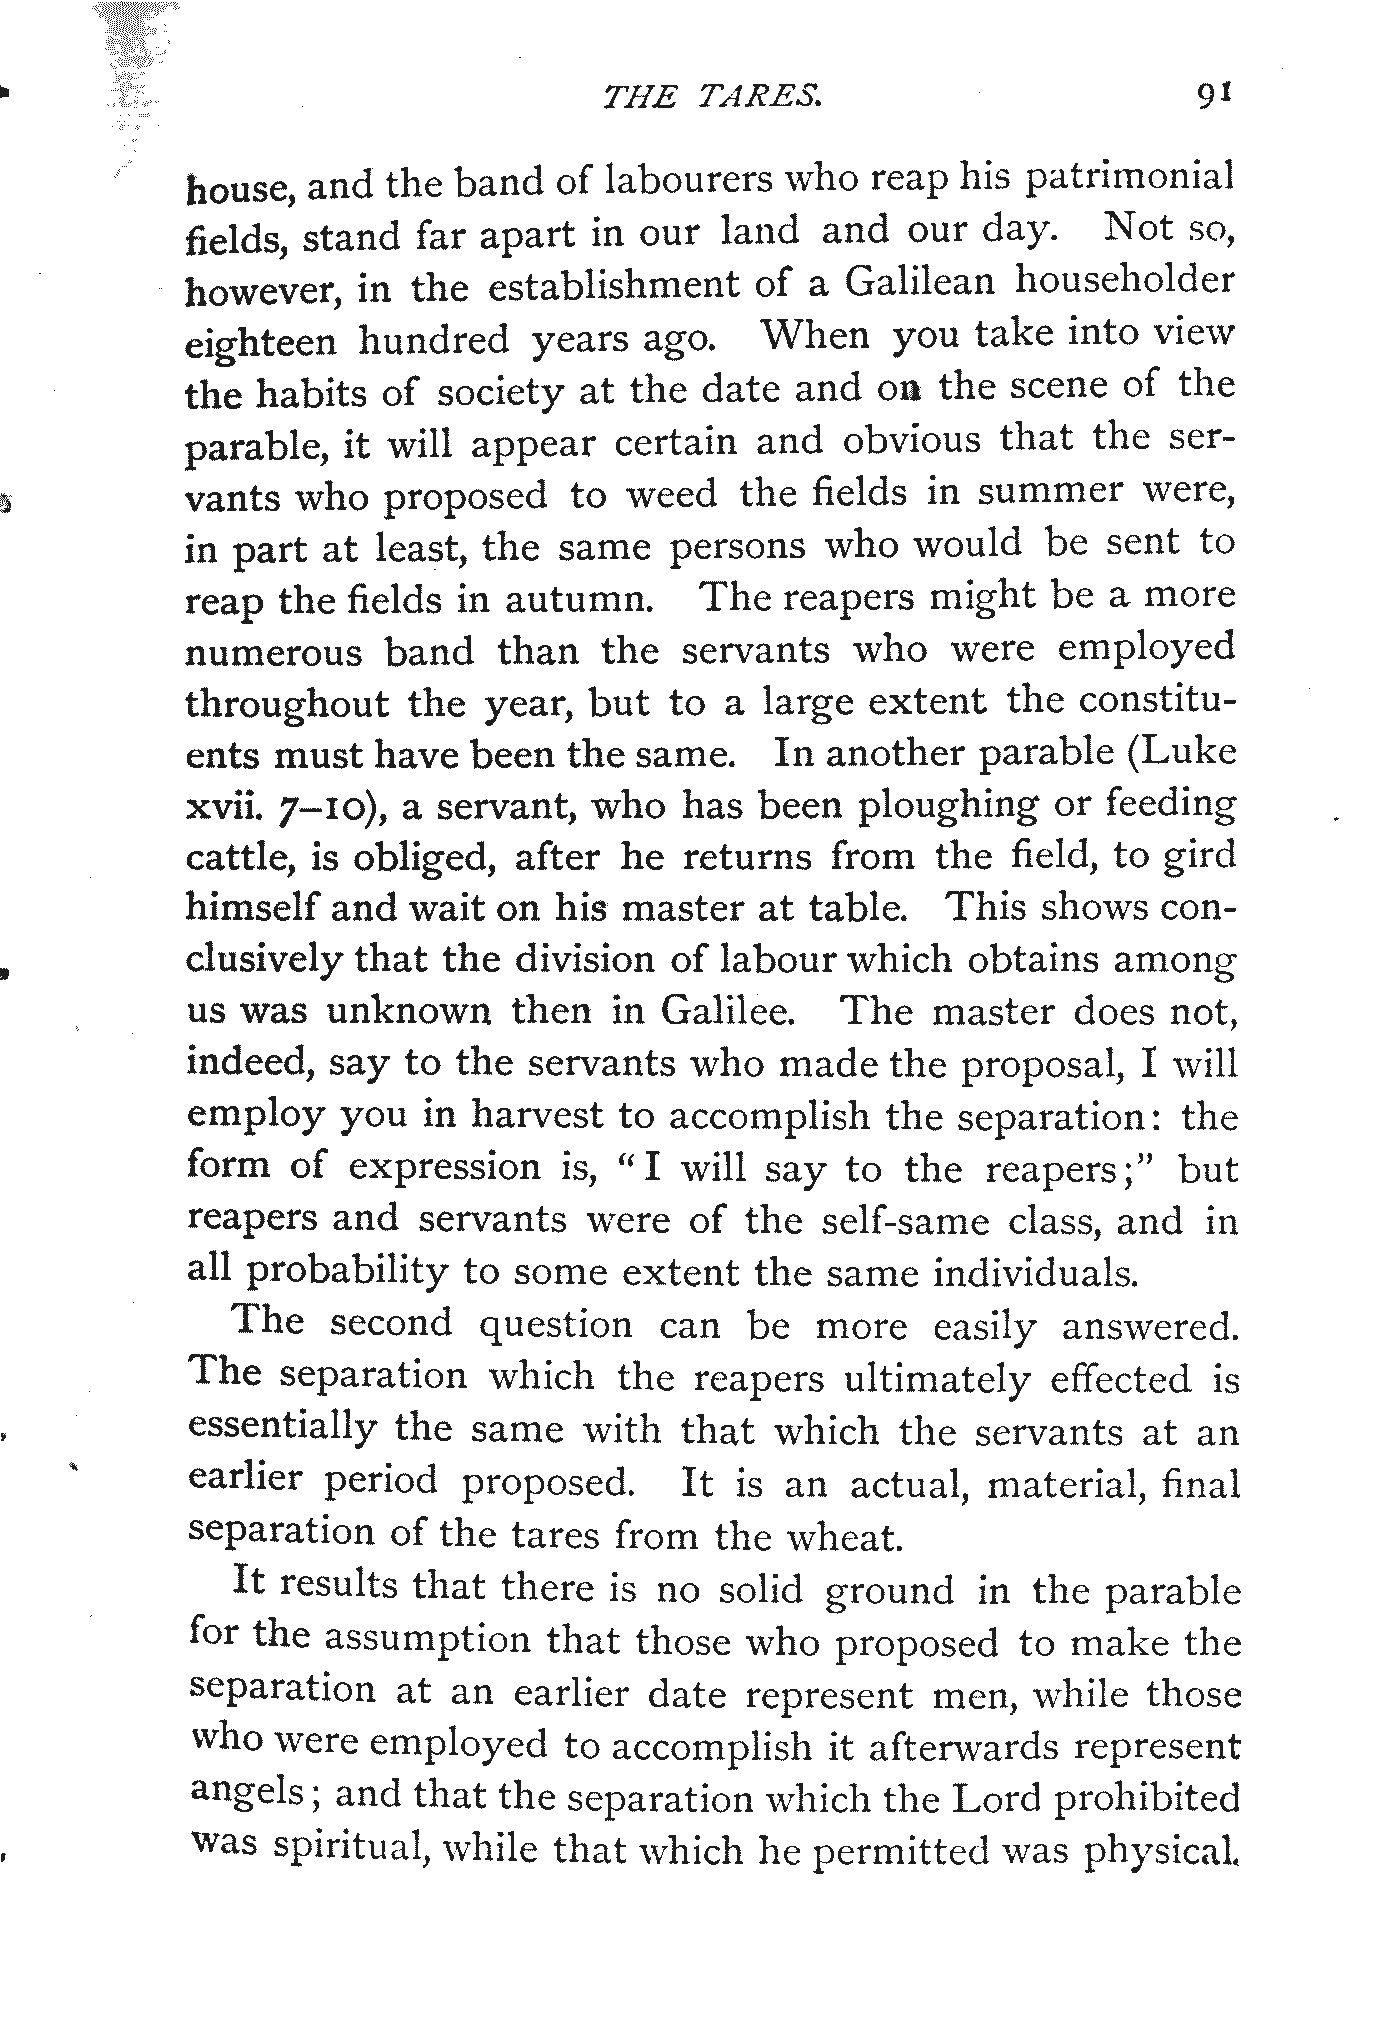 THE TARES. 91
house, and the band of labourers who reap his patrimonial
fields, stand far apart in our land and our day. Not so,
however, in the establishment of a Galilean householder
eighteen hundred years ago. When you take into view
the habits of society at the date and on the scene of the
parable, it will appear certain and obvious that the ser-
vants who proposed to weed the fields in summer were,
in part at least, the same persons who would be sent to
reap the fields in autumn. The reapers might be a more
numerous band than the servants who were employed
throughout the year, but to a large extent the constitu-
ents must have been the same. In another parable (Luke
xvii. 7–10), a servant, who has been ploughing or feeding
cattle, is obliged, after he returns from the field, to gird
himself and wait on his master at table. This shows con-
clusively that the division of labour which obtains among
us was unknown then in Galilee. The master does not,
indeed, say to the servants who made the proposal, I will
employ you in harvest to accomplish the separation: the
form of expression is, “I will say to the reapers;” but
reapers and servants were of the self-same class, and in
all probability to some extent the same individuals.
The second question can be more easily answered.
The separation which the reapers ultimately effected is
essentially the same with that which the servants at an
earlier period proposed. It is an actual, material, final
separation of the tares from the wheat.
It results that there is no solid ground in the parable
for the assumption that those who proposed to make the
separation at an earlier date represent men, while those
who were employed to accomplish it afterwards represent
angels; and that the separation which the Lord prohibited
was spiritual, while that which he permitted was physical.